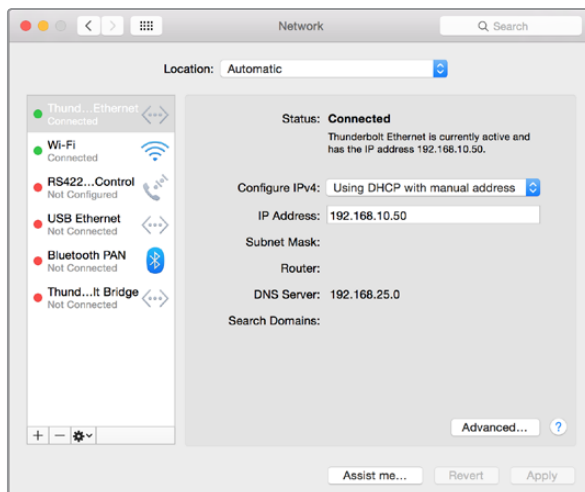 Network
Search
Location: Automatic
Thund...Ethernet
Connected
Wi-Fi
Connected
RS422...Control
Not Configured
USB Ethernet
Not Connected
Bluetooth PAN
Not Connected
Thund...lt Bridge
Not Connected
Status: Connected
Thunderbolt Ethernet is currently active and
has the IP address 192.168.10.50.
Configure IPv4: Using DHCP with manual address
IP Address: 192.168.10.50
Subnet Mask:
Router:
DNS Server: 192.168.25.0
Search Domains:
Advanced...
?
Assist me...
Revert
Apply